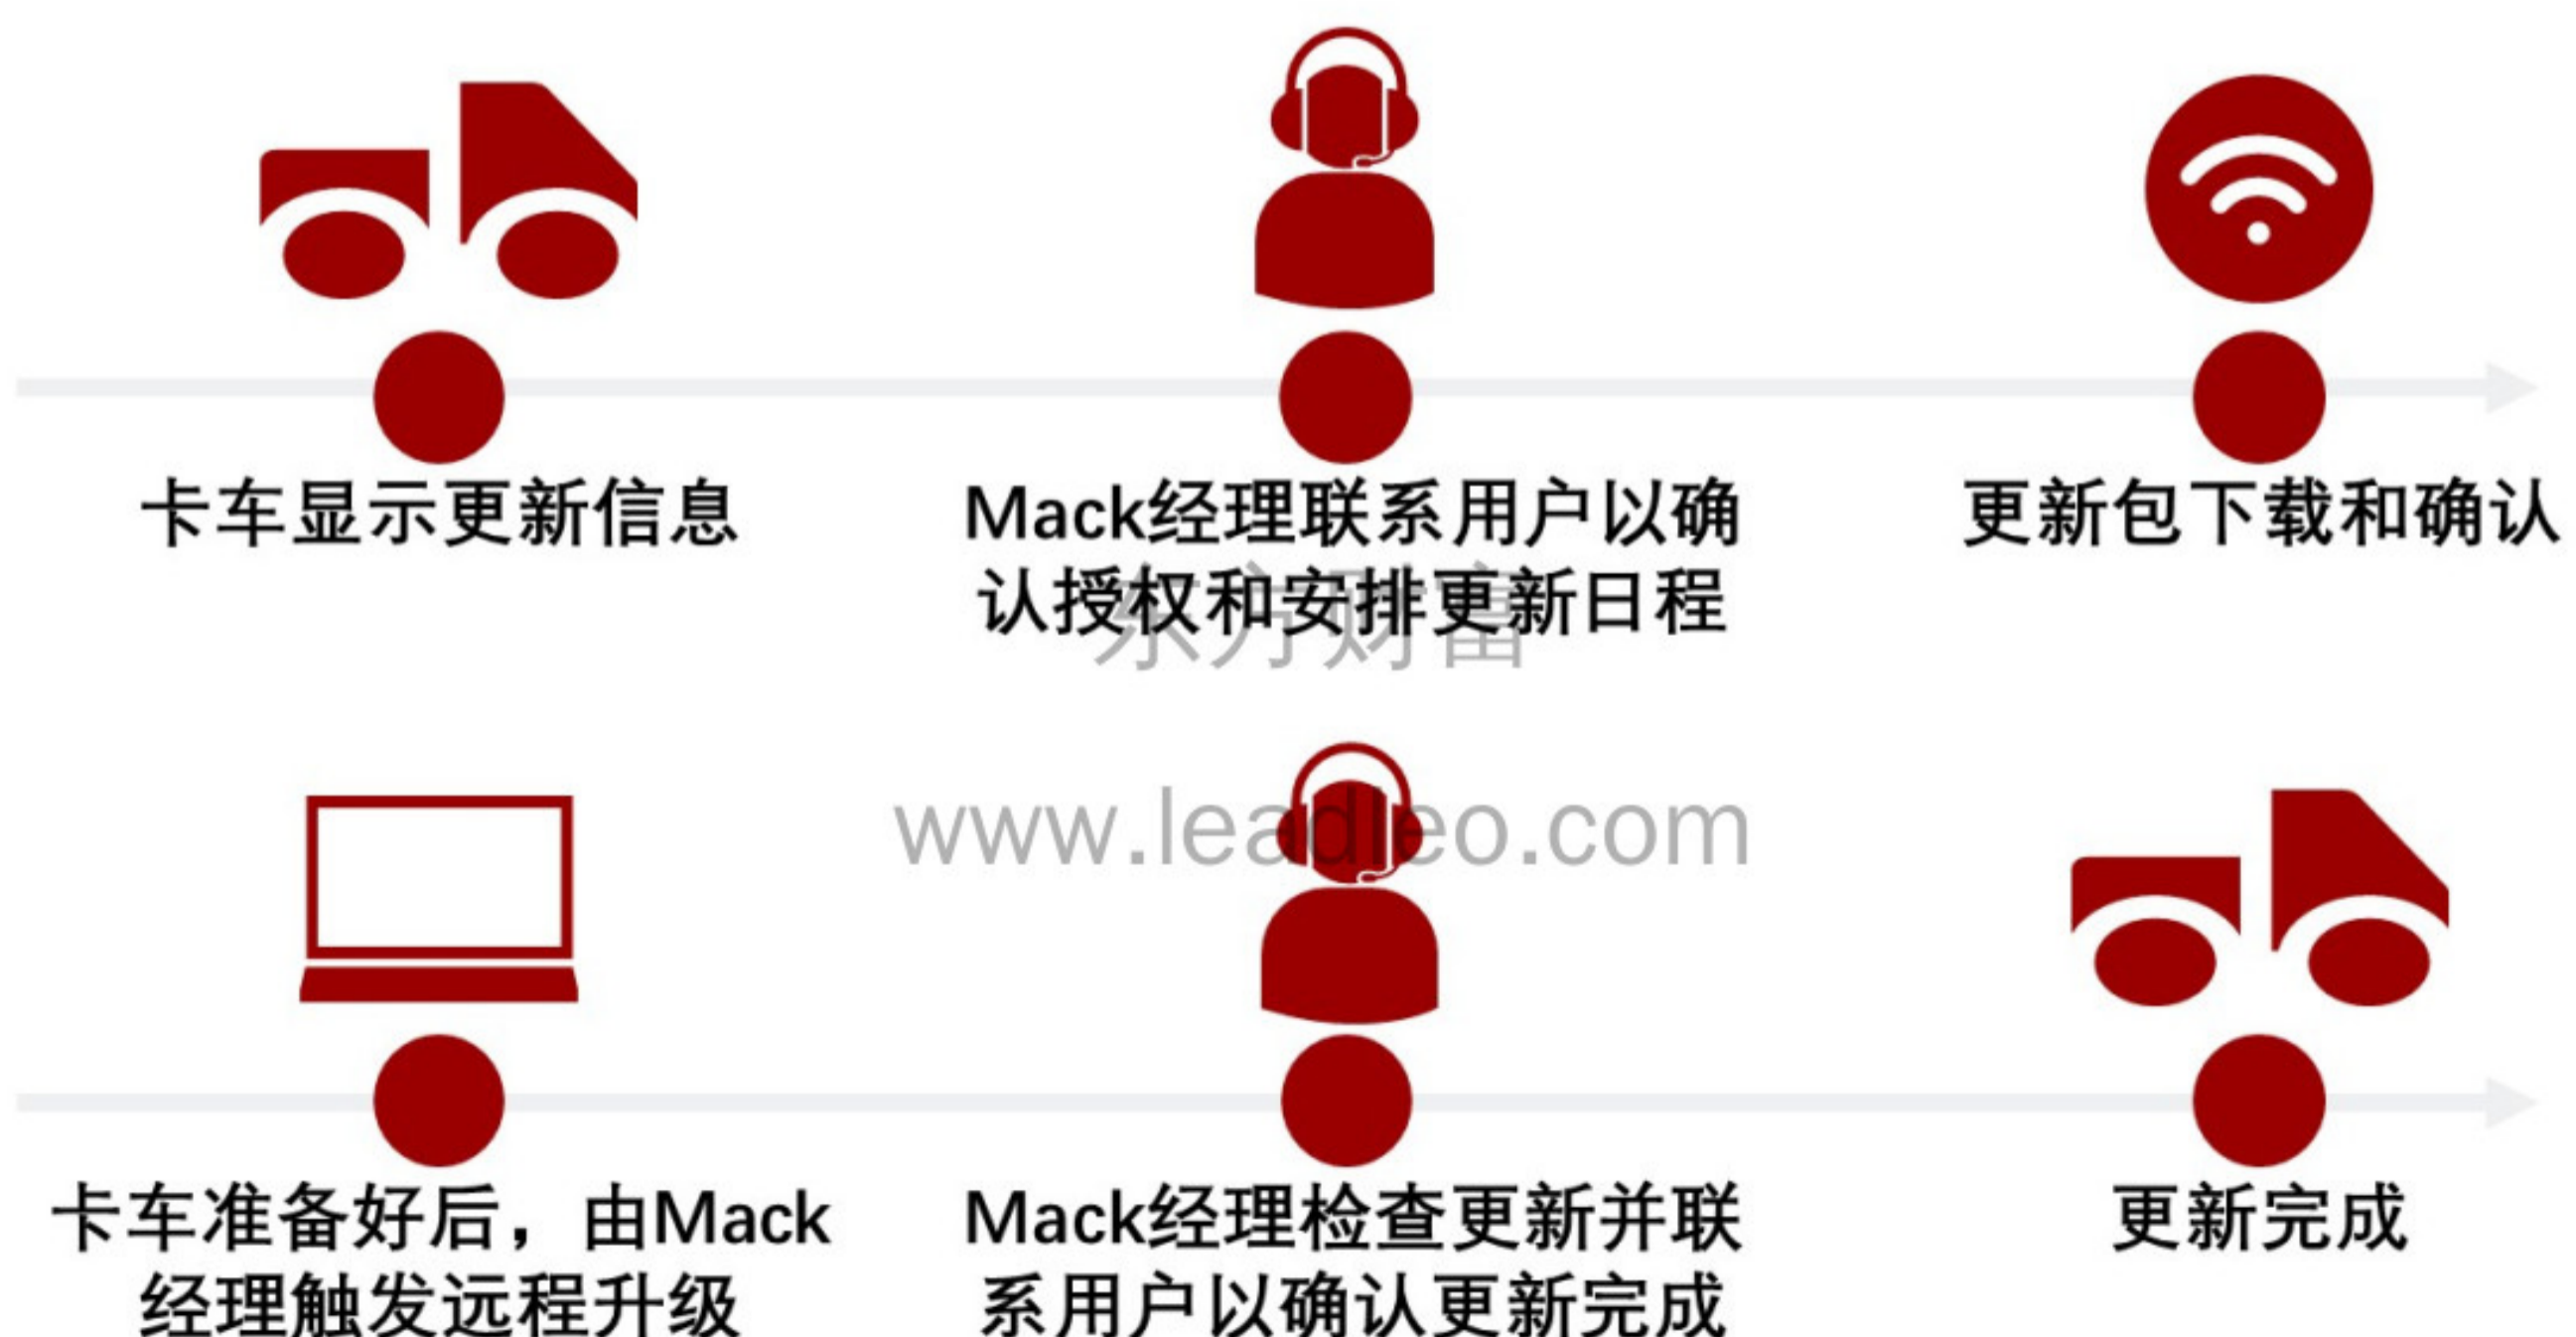 卡车显示更新信息
Mack经理联系用户以确
认授权和安排更新日程
更新包下载和确认
东方财富
www.leadleo.com
卡车准备好后，由Mack
经理触发远程升级
Mack经理检查更新并联
系用户以确认更新完成
更新完成